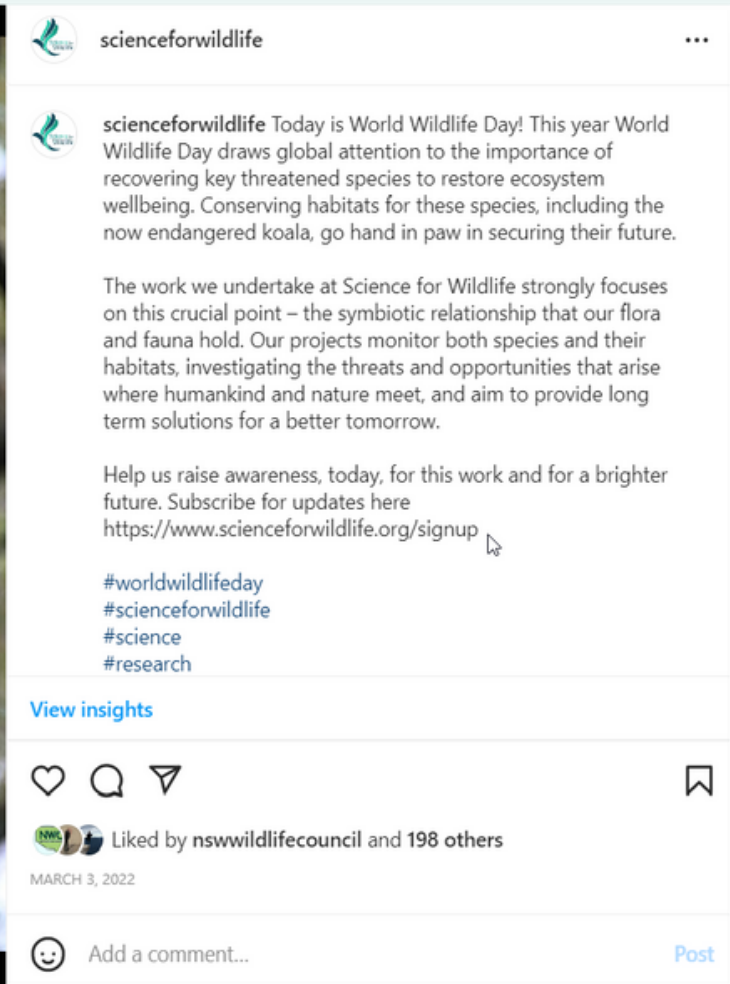 scienceforwildlife
scienceforwildlife Today is World Wildlife Day! This year World
Wildlife Day draws global attention to the importance of
recovering key threatened species to restore ecosystem
wellbeing. Conserving habitats for these species, including the
now endangered koala, go hand in paw in securing their future.
The work we undertake at Science for Wildlife strongly focuses
on this crucial point – the symbiotic relationship that our flora
and fauna hold. Our projects monitor both species and their
habitats, investigating the threats and opportunities that arise
where humankind and nature meet, and aim to provide long
term solutions for a better tomorrow.
Help us raise awareness, today, for this work and for a brighter
future. Subscribe for updates here
https://www.scienceforwildlife.org/signup
#worldwildlifeday
#scienceforwildlife
#science
#research
View insights
NWC
Liked by nswwildlifecouncil and 198 others
MARCH 3, 2022
Add a comment... Post